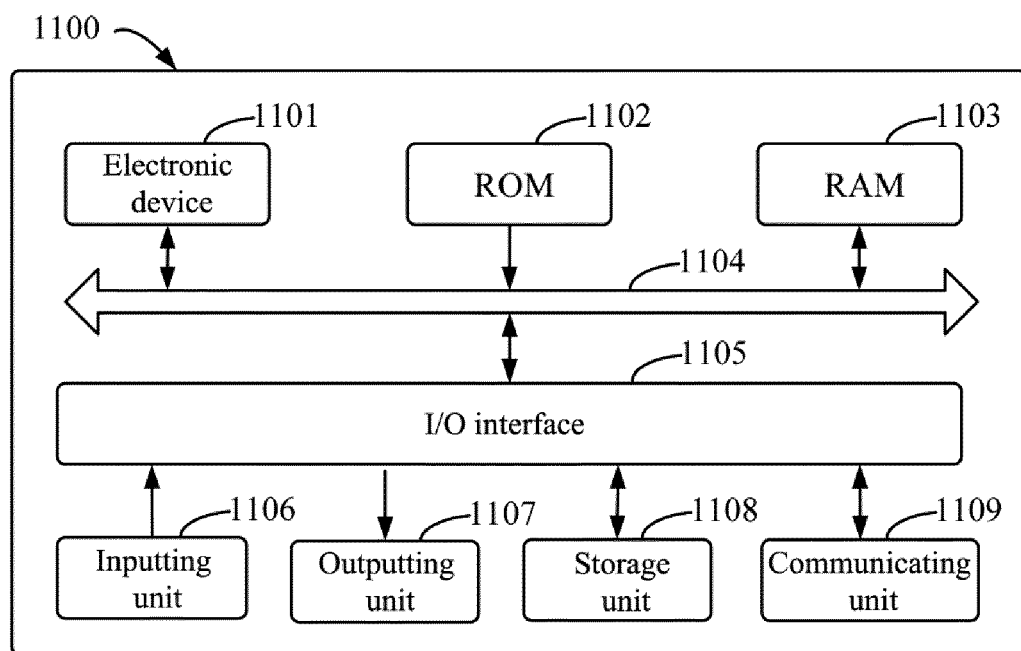 1100
1101
1102
1103
Electronic
device
ROM
RAM
1104
1105
I/O interface
1106
1107
1108
1109
Inputting
unit
Outputting
unit
Storage
unit
Communicating
unit